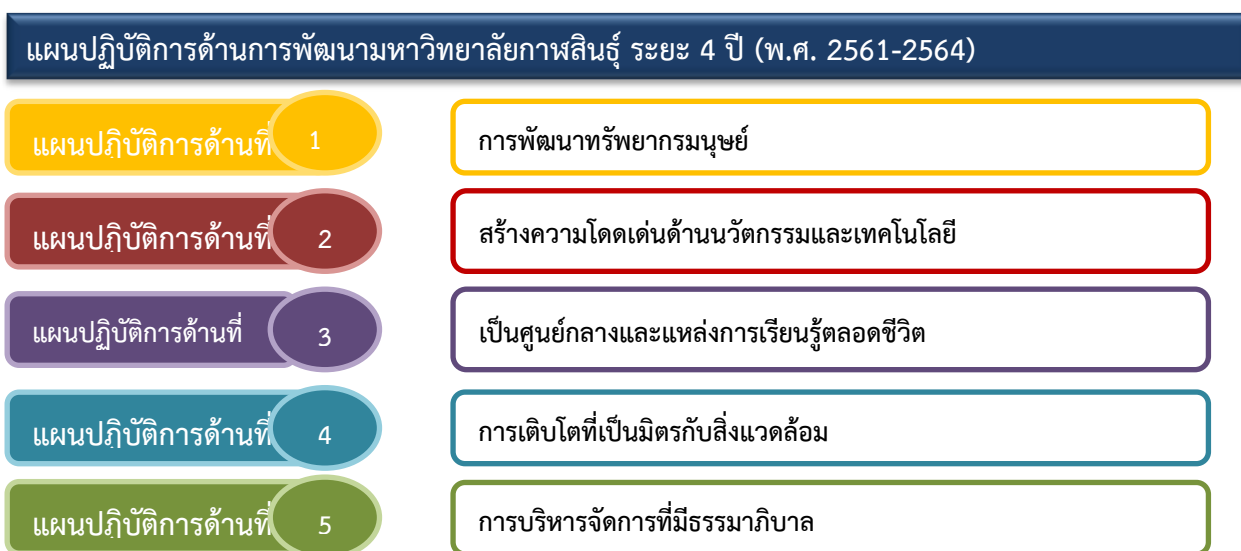 แผนปฏิบัติการด้านการพัฒนามหาวิทยาลัยกาฬสินธุ์ ระยะ 4 ปี (พ.ศ. 2561-2564)
แผนปฏิบัติการด้านที่ 1 การพัฒนาทรัพยากรมนุษย์
แผนปฏิบัติการด้านที่ 2 สร้างความโดดเด่นด้านนวัตกรรมและเทคโนโลยี
แผนปฏิบัติการด้านที่ 3 เป็นศูนย์กลางและแหล่งการเรียนรู้ตลอดชีวิต
แผนปฏิบัติการด้านที่ 4 การเติบโตที่เป็นมิตรกับสิ่งแวดล้อม
แผนปฏิบัติการด้านที่ 5 การบริหารจัดการที่มีธรรมาภิบาล